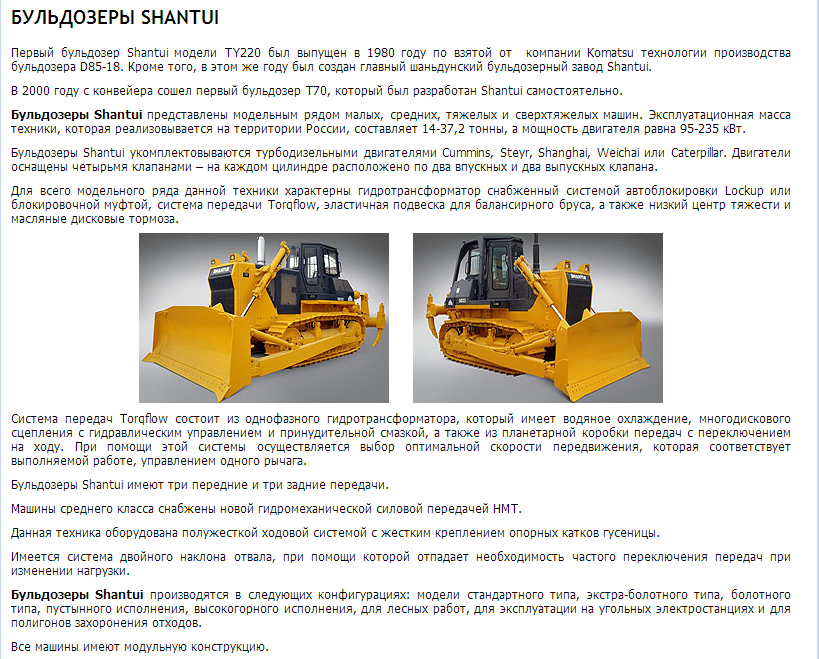 БУЛЬДОЗЕРЫ SHANTUI
Первый бульдозер Shantui модели TY220 был выпущен в 1980 году по взятой от компании Komatsu технологии производства
бульдозера D85-18. Кроме того, в этом же году был создан главный шаньдунский бульдозерный завод Shantui.
В 2000 году с конвейера сошел первый бульдозер T70, который был разработан Shantui самостоятельно.
Бульдозеры Shantui представлены модельным рядом малых, средних, тяжелых и сверхтяжелых машин. Эксплуатационная масса
техники, которая реализовывается на территории России, составляет 14-37,2 тонны, а мощность двигателя равна 95-235 кВт.
Бульдозеры Shantui укомплектовываются турбодизельными двигателями Cummins, Steyr, Shanghai, Weichai или Caterpillar. Двигатели
оснащены четырьмя клапанами – на каждом цилиндре расположено по два впускных и два выпускных клапана.
Для всего модельного ряда данной техники характерны гидротрансформатор снабженный системой автоблокировки Lockup или
блокировочной муфтой, система передачи Torqflow, эластичная подвеска для балансирного бруса, а также низкий центр тяжести и
масляные дисковые тормоза.
SHANTUI
SHANTUI
Система передач Torqflow состоит из однофазного гидротрансформатора, который имеет водяное охлаждение, многодискового
сцепления с гидравлическим управлением и принудительной смазкой, а также из планетарной коробки передач с переключением
на ходу. При помощи этой системы осуществляется выбор оптимальной скорости передвижения, которая соответствует
выполняемой работе, управлением одного рычага.
Бульдозеры Shantui имеют три передние и три задние передачи.
Машины среднего класса снабжены новой гидромеханической силовой передачей НМТ.
Данная техника оборудована полужесткой ходовой системой с жестким креплением опорных катков гусеницы.
Имеется система двойного наклона отвала, при помощи которой отпадает необходимость частого переключения передач при
изменении нагрузки.
Бульдозеры Shantui производятся в следующих конфигурациях: модели стандартного типа, экстра-болотного типа, болотного
типа, пустынного исполнения, высокогорного исполнения, для лесных работ, для эксплуатации на угольных электростанциях и для
полигонов захоронения отходов.
Все машины имеют модульную конструкцию.